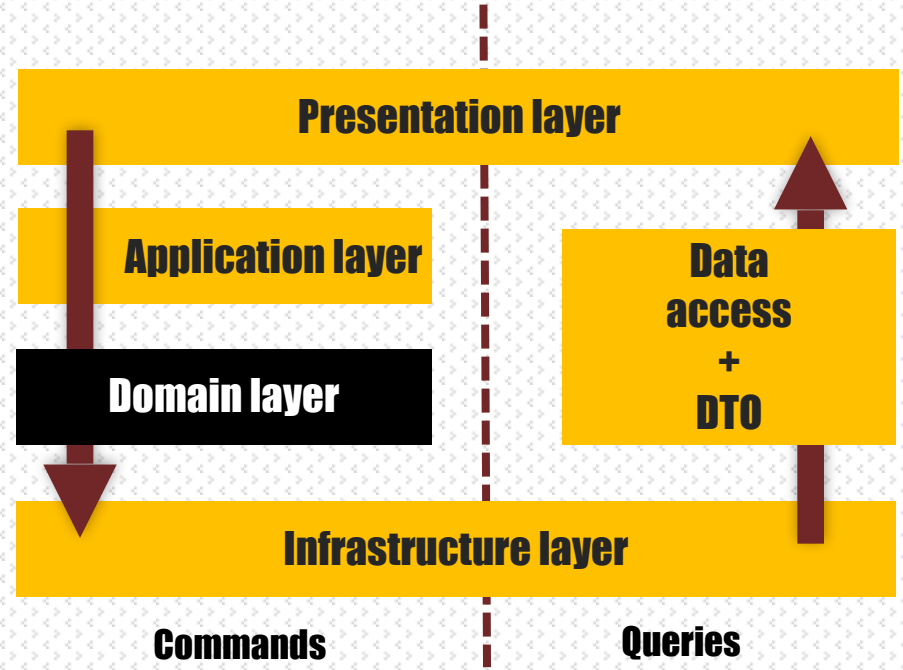 Presentation layer
Application layer
Data
access
+
DTO
Domain layer
Infrastructure layer
Commands
Queries